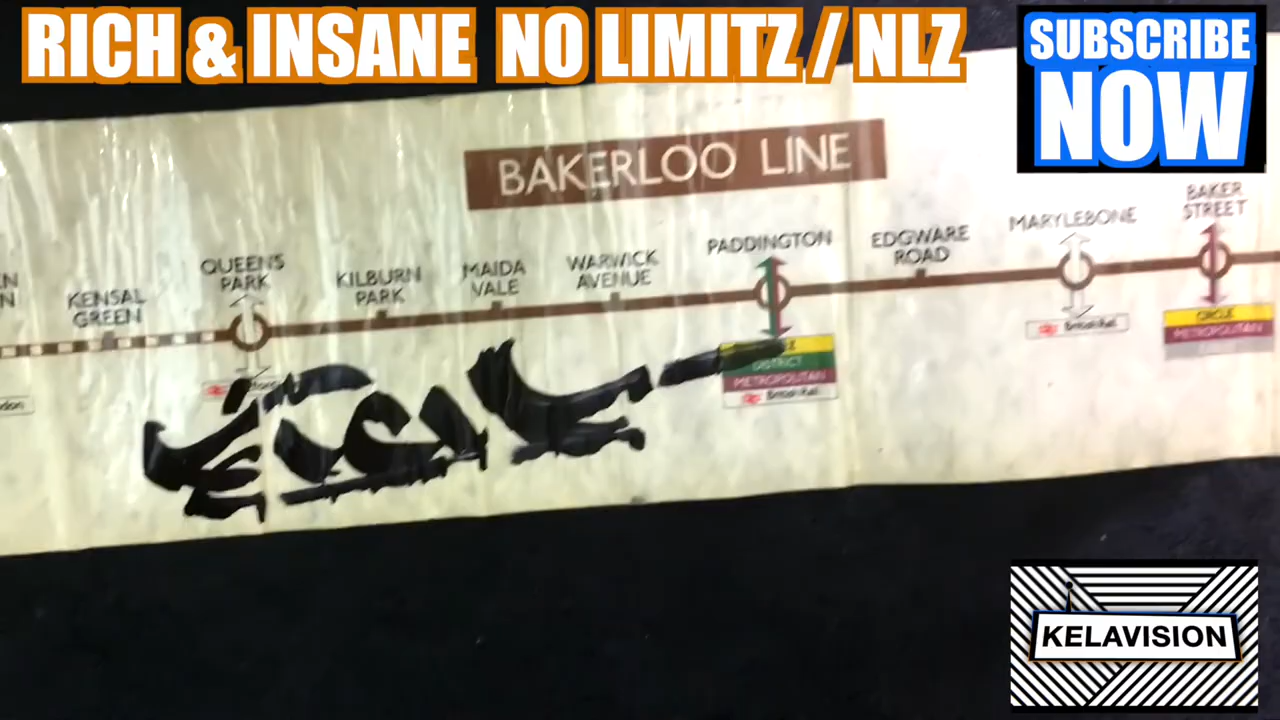 RICH & INSANE NO LIMITZ / NLZ
SUBSCRIBE
NOW
BAKERLOO LINE
KENSAL
GREEN
QUEENS
PARK
KILBURN
PARK
MAIDA
VALE
WARWICK
AVENUE
PADDINGTON
DISTRICT
METROPOLITAN
British Rail
EDGWARE
ROAD
MARYLEBONE
British Rail
BAKER
STREET
CIRCLE
METROPOLITAN
KELAVISION